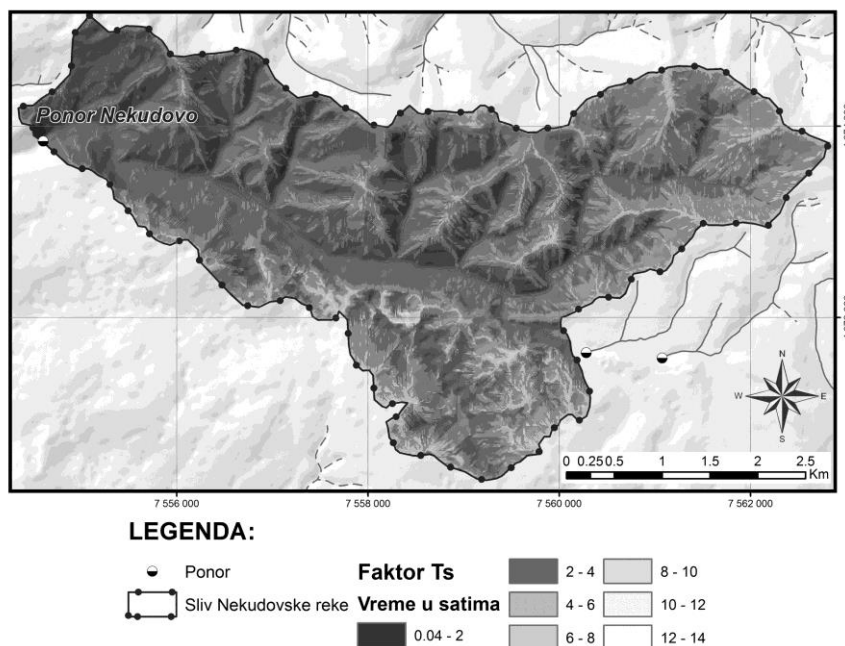 Ponor Nekudovo
N
W E
S
0 0.25 0.5 1 1.5 2 2.5
Km
7 556 000 7 558 000 7 560 000 7 562 000
LEGENDA:
Ponor
Sliv Nekudovske reke
Faktor Ts
Vreme u satima
0.04 - 2
2 - 4
4 - 6
6 - 8
8 - 10
10 - 12
12 - 14